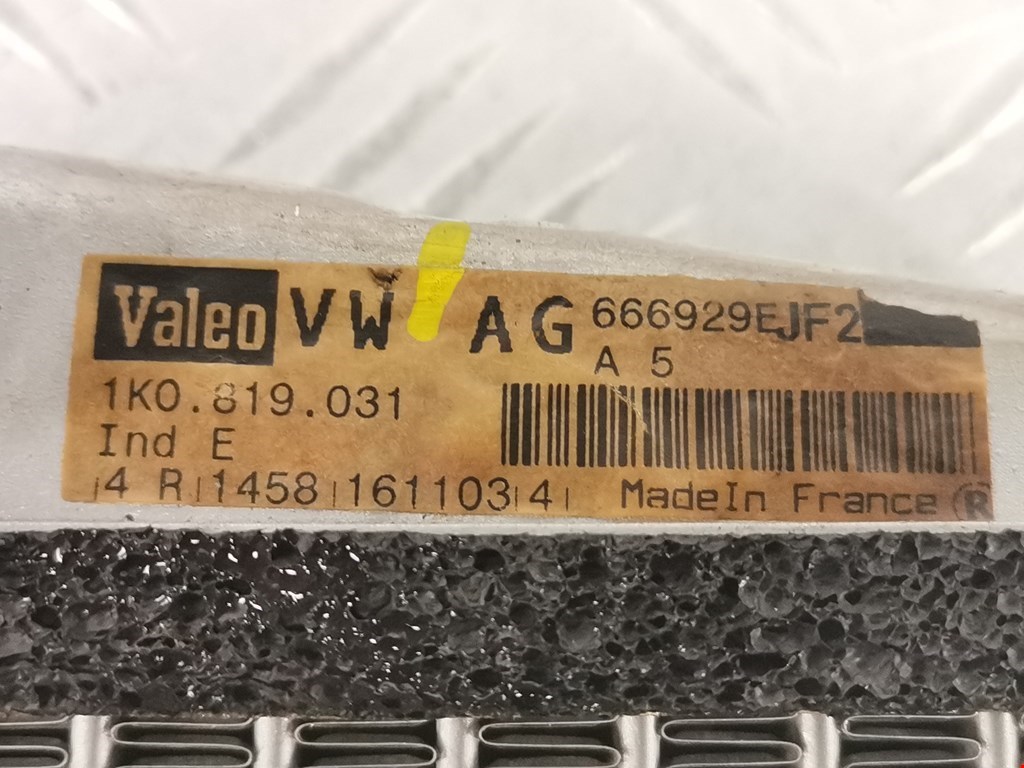 Valeo VW AG 666929EJF2
A 5
1K0.819.031
Ind E
|4 R|1458|161103|4| MadeIn France ®